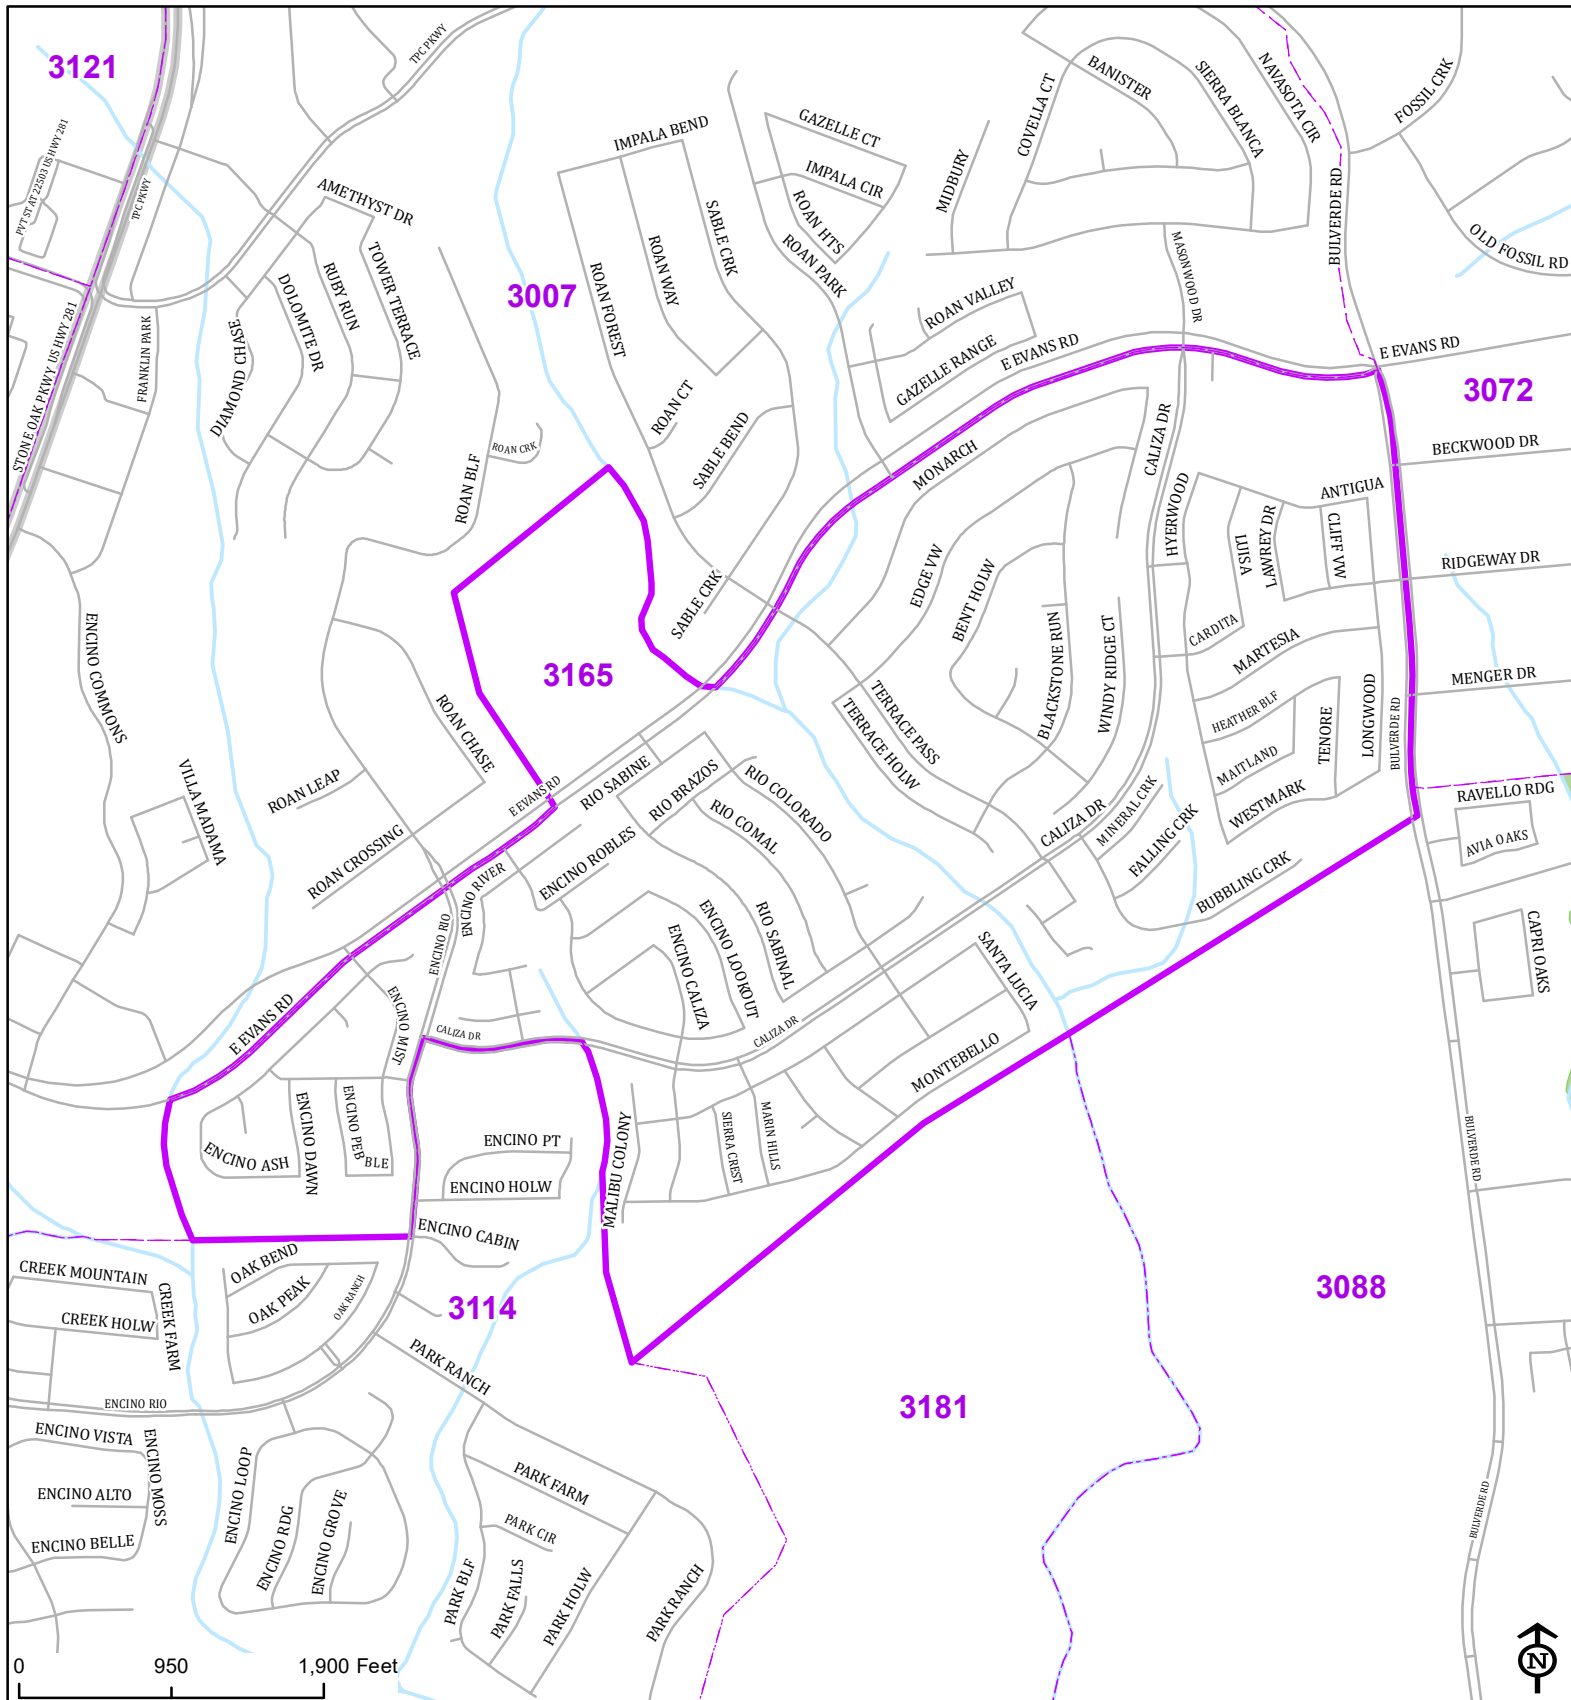 3121
TPC PKWY
PVT ST AT 22503 US HWY 281
TPC PKWY
AMETHYST DR
IMPALA BEND
GAZELLE CT
IMPALA CIR
ROAN HTS
ROAN PARK
MIDBURY
COVELLA CT
BANISTER
SIERRA BLANCA
NAVASOTA CIR
BULVERDE RD
FOSSIL CRK
OLD FOSSIL RD
MASONWOOD DR
STONE OAK PKWY US HWY 281
FRANKLIN PARK
DIAMOND CHASE
DOLOMITE DR
RUBY RUN
TOWER TERRACE
3007
ROAN FOREST
ROAN WAY
SABLE CRK
ROAN VALLEY
GAZELLE RANGE
E EVANS RD
E EVANS RD
3072
ROAN CT
SABLE BEND
ROAN CRK
ROAN BLF
MONARCH
CALIZA DR
BECKWOOD DR
HYERWOOD
LUISA
LAWREY DR
ANTIGUA
CLIFF VW
RIDGEWAY DR
EDGE VW
BENT HOLW
SABLE CRK
BLACKSTONE RUN
WINDY RIDGE CT
CARDITA
MARTESIA
ENCINO COMMONS
3165
MENGER DR
TERRACE PASS
TERRACE HOLW
HEATHER BLF
TENORE
LONGWOOD
BULVERDE RD
ROAN CHASE
ROAN LEAP
VILLA MADAMA
E EVANS RD
RIO SABINE
RIO BRAZOS
RIO COLORADO
RIO COMAL
MAITLAND
WESTMARK
CALIZA DR
MINERAL CRK
FALLING CRK
BUBBLING CRK
RAVELLO RDG
AVIA OAKS
ROAN CROSSING
ENCINO RIVER
ENCINO ROBLES
ENCINO RIO
ENCINO CALIZA
ENCINO LOOKOUT
RIO SABINAL
SANTA LUCIA
CAPRI OAKS
E EVANS RD
ENCINO MIST
CALIZA DR
CALIZA DR
MONTEBELLO
ENCINO ASH
ENCINO DAWN
ENCINO PEBBLE
ENCINO PT
ENCINO HOLW
ENCINO CABIN
MALIBU COLONY
SIERRA CREST
MARIN HILLS
BULVERDE RD
CREEK MOUNTAIN
CREEK HOLW
CREEK FARM
OAK BEND
OAK PEAK
OAK RANCH
3114
3088
PARK RANCH
3181
ENCINO RIO
ENCINO VISTA
ENCINO MOSS
ENCINO ALTO
ENCINO BELLE
ENCINO LOOP
ENCINO RDG
ENCINO GROVE
PARK FARM
PARK CIR
PARK BLF
PARK FALLS
PARK HOLW
PARK RANCH
BULVERDE RD
0 950 1,900 Feet
N